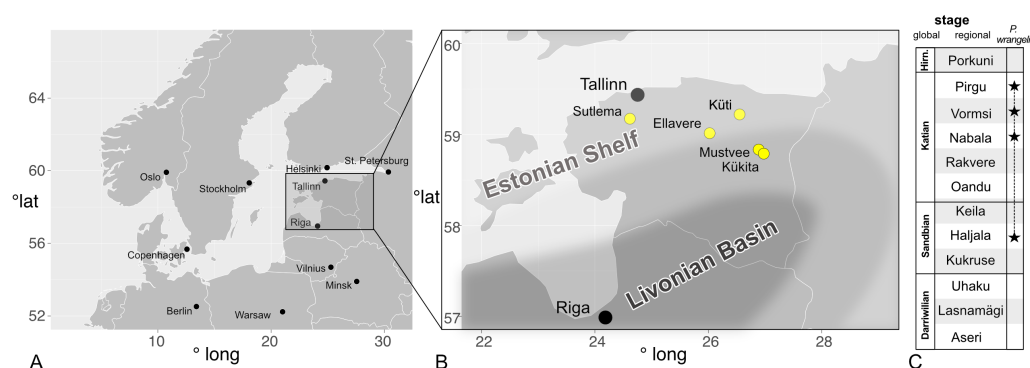 64
60
56
52
°lat
10
20
30
° long
A
Oslo
Stockholm
Helsinki
St. Petersburg
Tallinn
Riga
Copenhagen
Vilnius
Minsk
Berlin
Warsaw
60
59
58
57
°lat
22
24
26
28
° long
B
Tallinn
Sutlema
Küti
Ellavere
Mustvee
Kükita
Estonian Shelf
Livonian Basin
Riga
stage
global regional
P.
wrangeli
Hirn.
Porkuni
Katian
Pirgu
Vormsi
Nabala
Rakvere
Oandu
Sandbian
Keila
Haljala
Kukruse
Darriwilian
Uhaku
Lasnamägi
Aseri
C